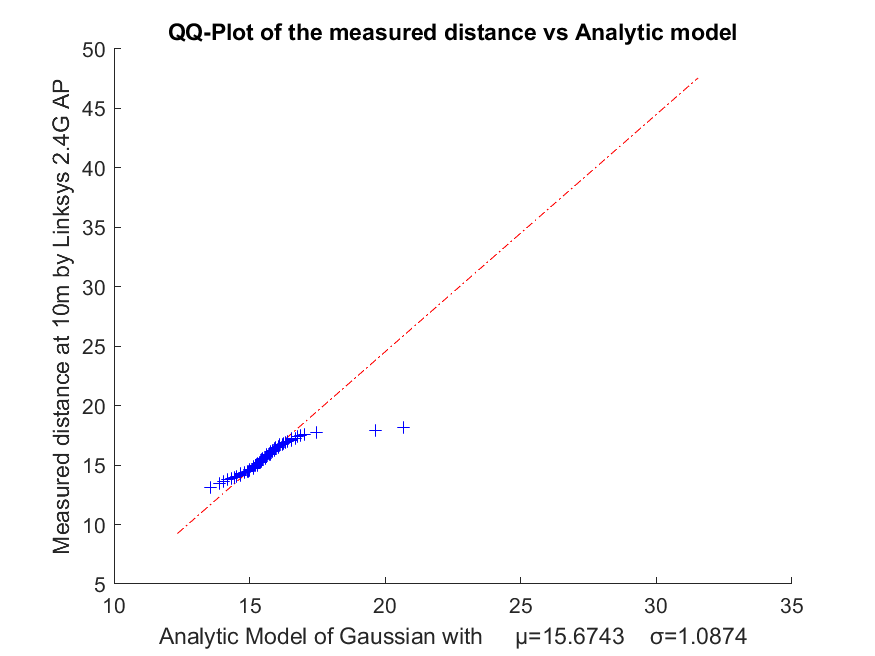 QQ-Plot of the measured distance vs Analytic model
Measured distance at 10m by Linksys 2.4G AP
50
45
40
35
30
25
20
15
10
5
10 15 20 25 30 35
Analytic Model of Gaussian with μ=15.6743 σ=1.0874